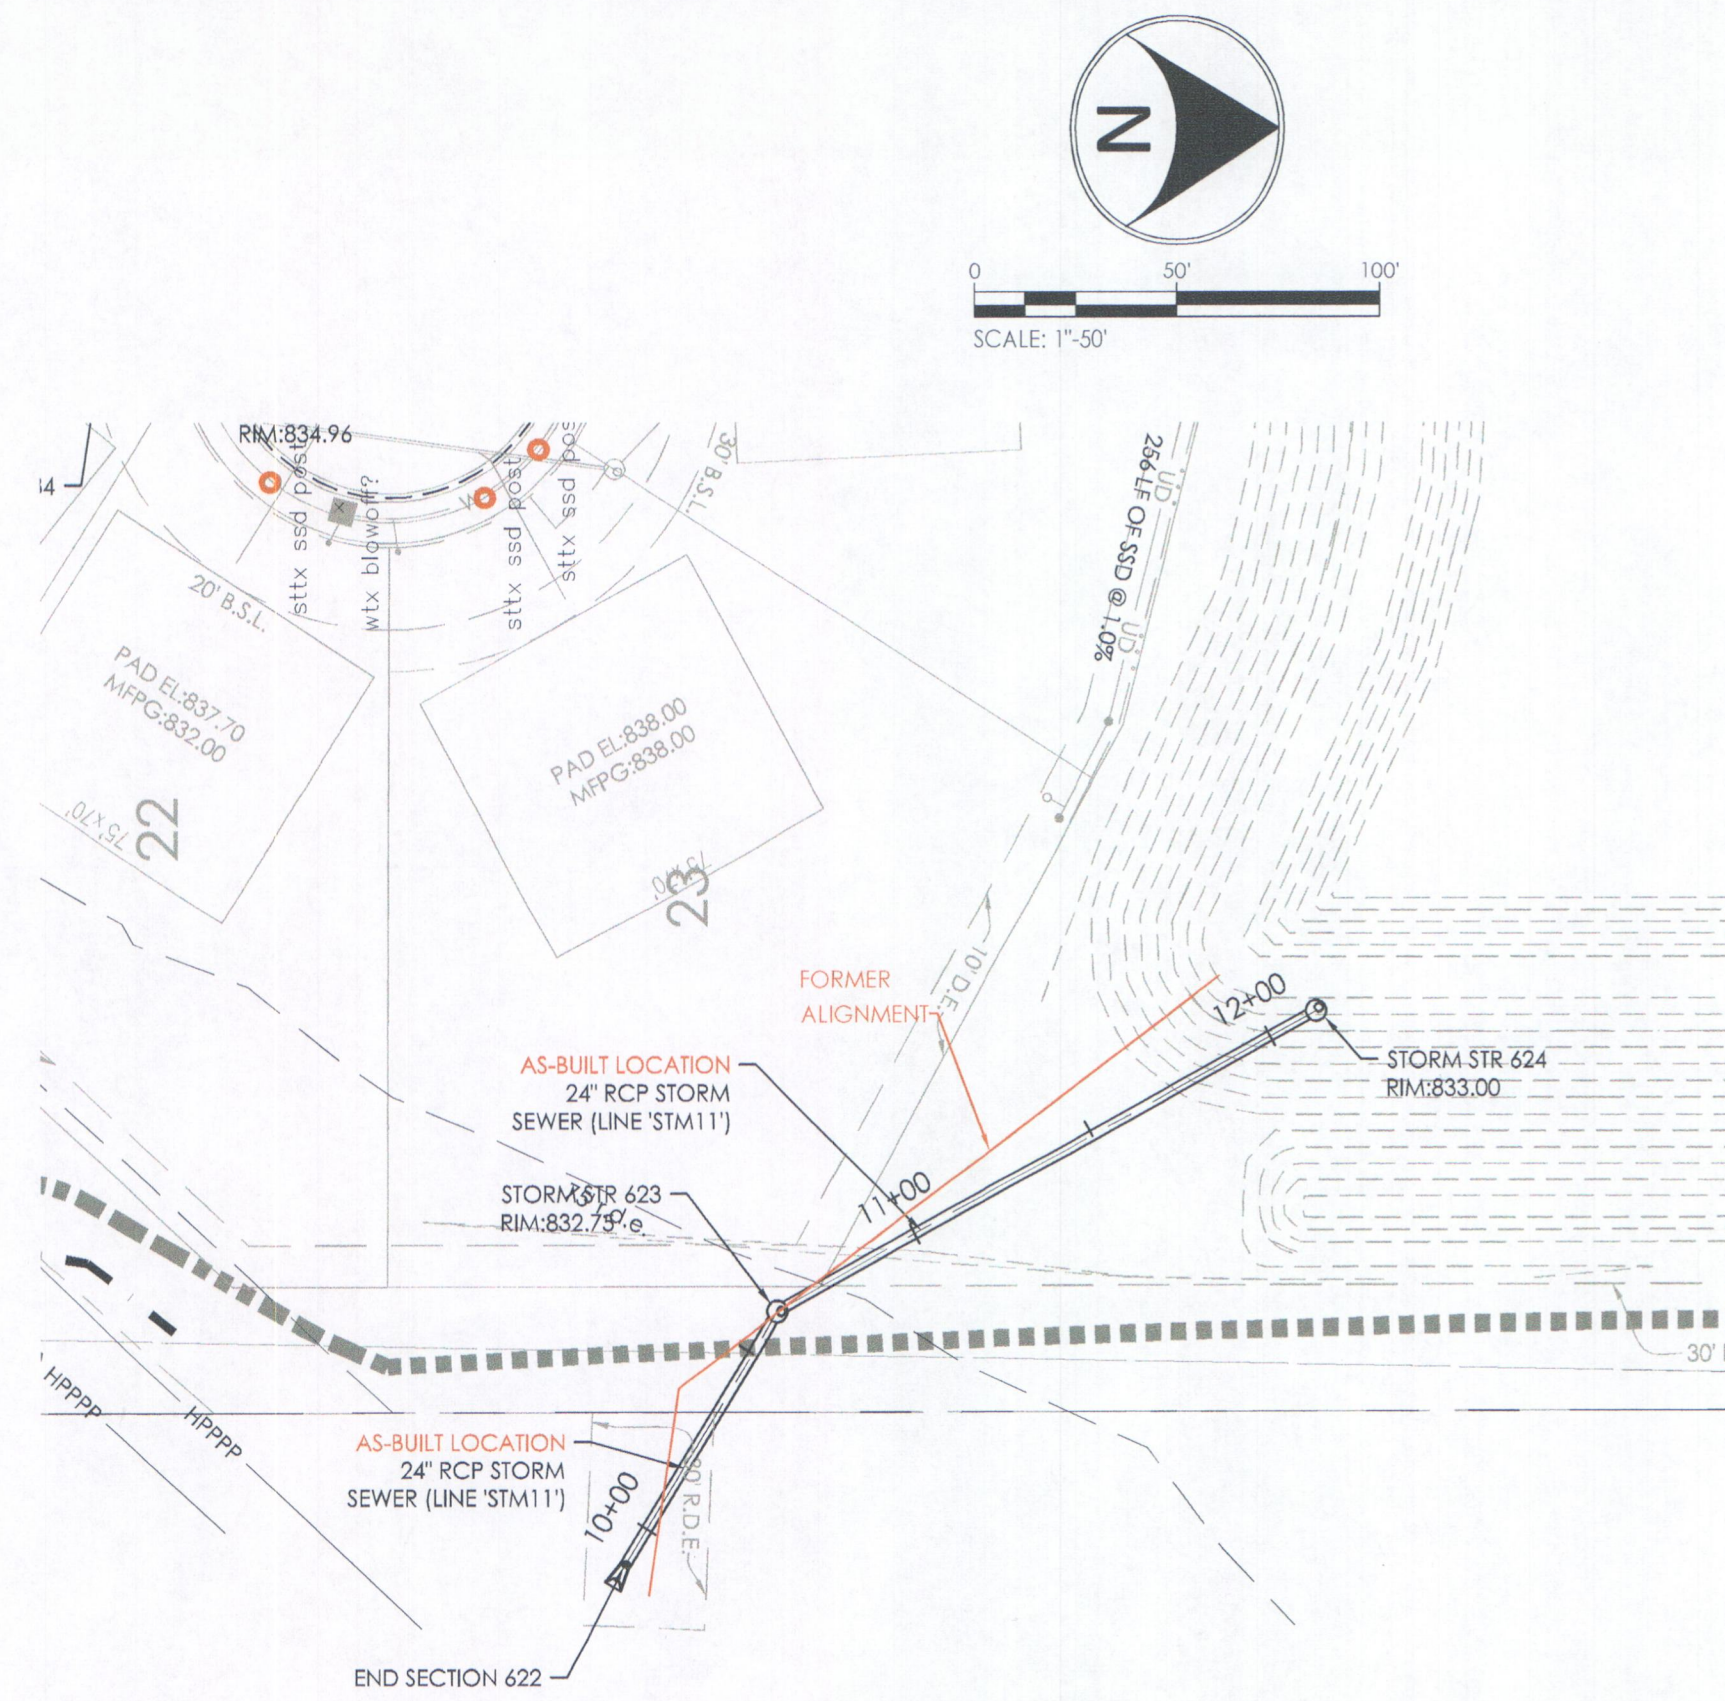 N
0 50' 100'
SCALE: 1"-50'
RIM:834.96
sttx ssd post
wtx blowoff?
sttx ssd post
sttx ssd pos
30' B.S.L.
256 LF OF SSD @ 1.0%
UD
UD
20' B.S.L.
PAD EL:837.70
MFPG:832.00
75'x70'
22
PAD EL:838.00
MFPG:838.00
23
10' D.E.
FORMER
ALIGNMENT
12+00
AS-BUILT LOCATION
24" RCP STORM
SEWER (LINE 'STM11')
STORM STR 624
RIM:833.00
11+00
STORM STR 623
RIM:832.75
30'
HPPPP
HPPPP
AS-BUILT LOCATION
24" RCP STORM
SEWER (LINE 'STM11')
10+00
R.D.E.
END SECTION 622